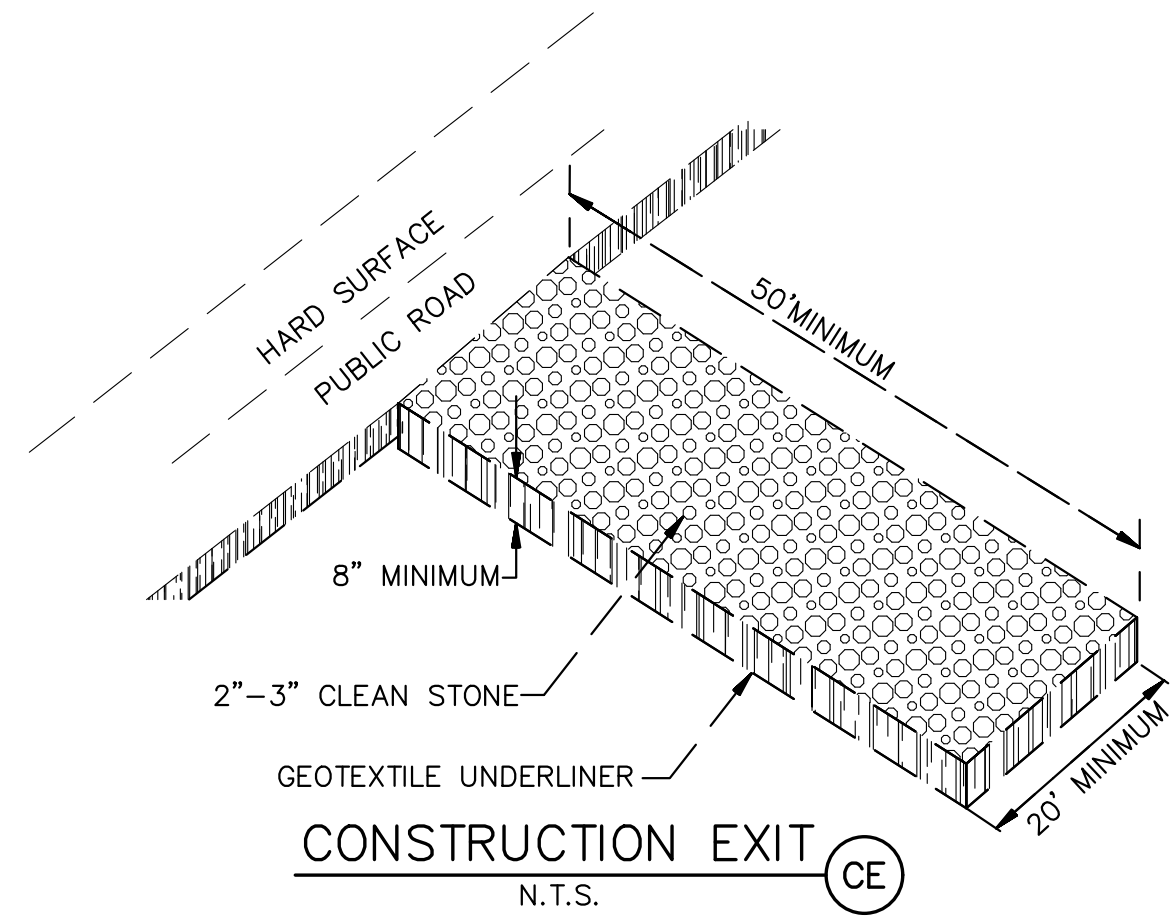 HARD SURFACE
PUBLIC ROAD
50'MINIMUM
8" MINIMUM
2"-3" CLEAN STONE
GEOTEXTILE UNDERLINER
20' MINIMUM
CONSTRUCTION EXIT
CE
N.T.S.